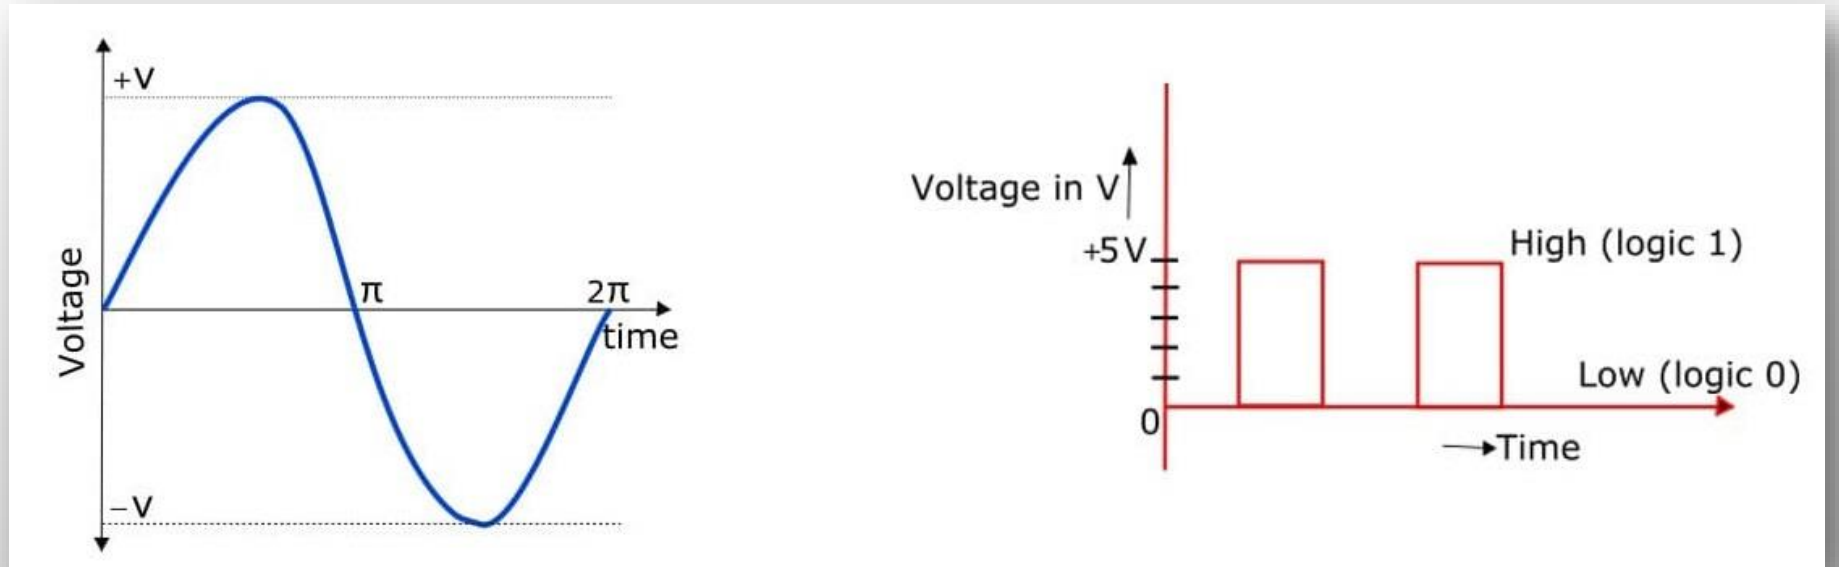 +V
π
2π
time
Voltage
−V
Voltage in V
+5V
High (logic 1)
Low (logic 0)
0
Time